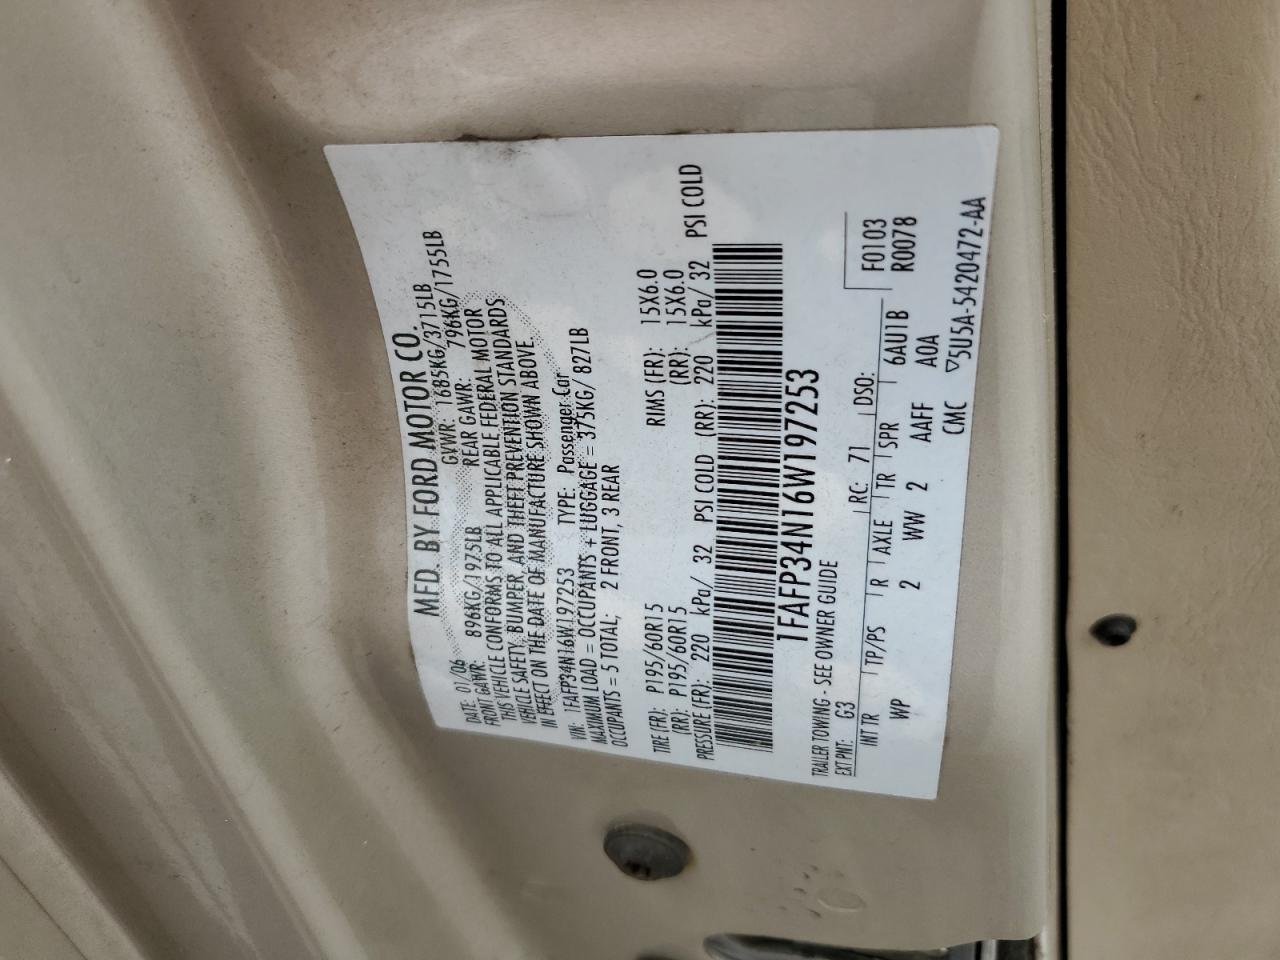 MFD. BY FORD MOTOR CO.
DATE: 01/06 GVWR: 1685KG/3715LB
FRONT GAWR: 896KG/1975LB REAR GAWR: 796KG/1755LB
THIS VEHICLE CONFORMS TO ALL APPLICABLE FEDERAL MOTOR
VEHICLE SAFETY, BUMPER, AND THEFT PREVENTION STANDARDS
IN EFFECT ON THE DATE OF MANUFACTURE SHOWN ABOVE.
VIN: 1FAFP34N16W197253 TYPE: Passenger Car
MAXIMUM LOAD = OCCUPANTS + LUGGAGE = 375KG/ 827LB
OCCUPANTS = 5 TOTAL; 2 FRONT, 3 REAR
TIRE (FR): P195/60R15 RIMS (FR): 15X6.0
(RR): P195/60R15 (RR): 15X6.0
PRESSURE (FR): 220 kPa/ 32 PSI COLD (RR): 220 kPa/ 32 PSI COLD
1FAFP34N16W197253
TRAILER TOWING - SEE OWNER GUIDE
EXT PNT: G3 RC: 71 DSO: F0103
INT TR TP/PS R AXLE TR SPR 6AU1B R0078
WP 2 WW 2 AAFF A0A
CMC ▽5U5A-5420472-AA